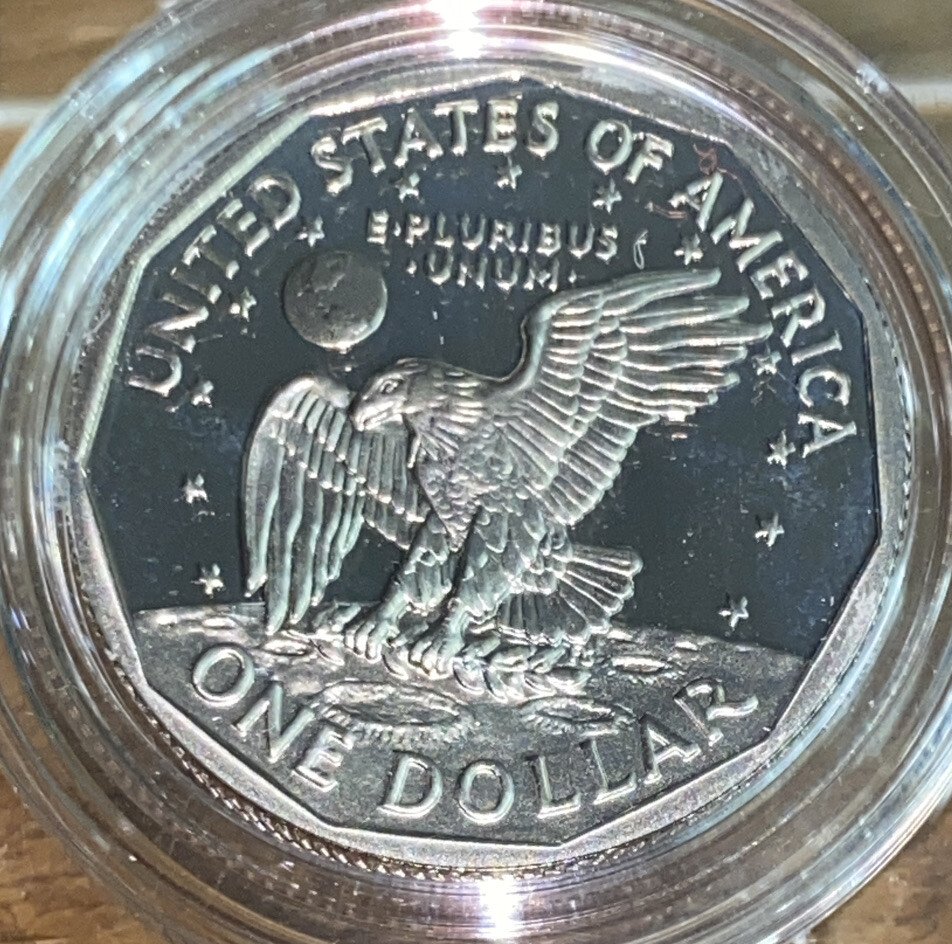 UNITED STATES OF AMERICA
E·PLURIBUS
·UNUM·
ONE DOLLAR